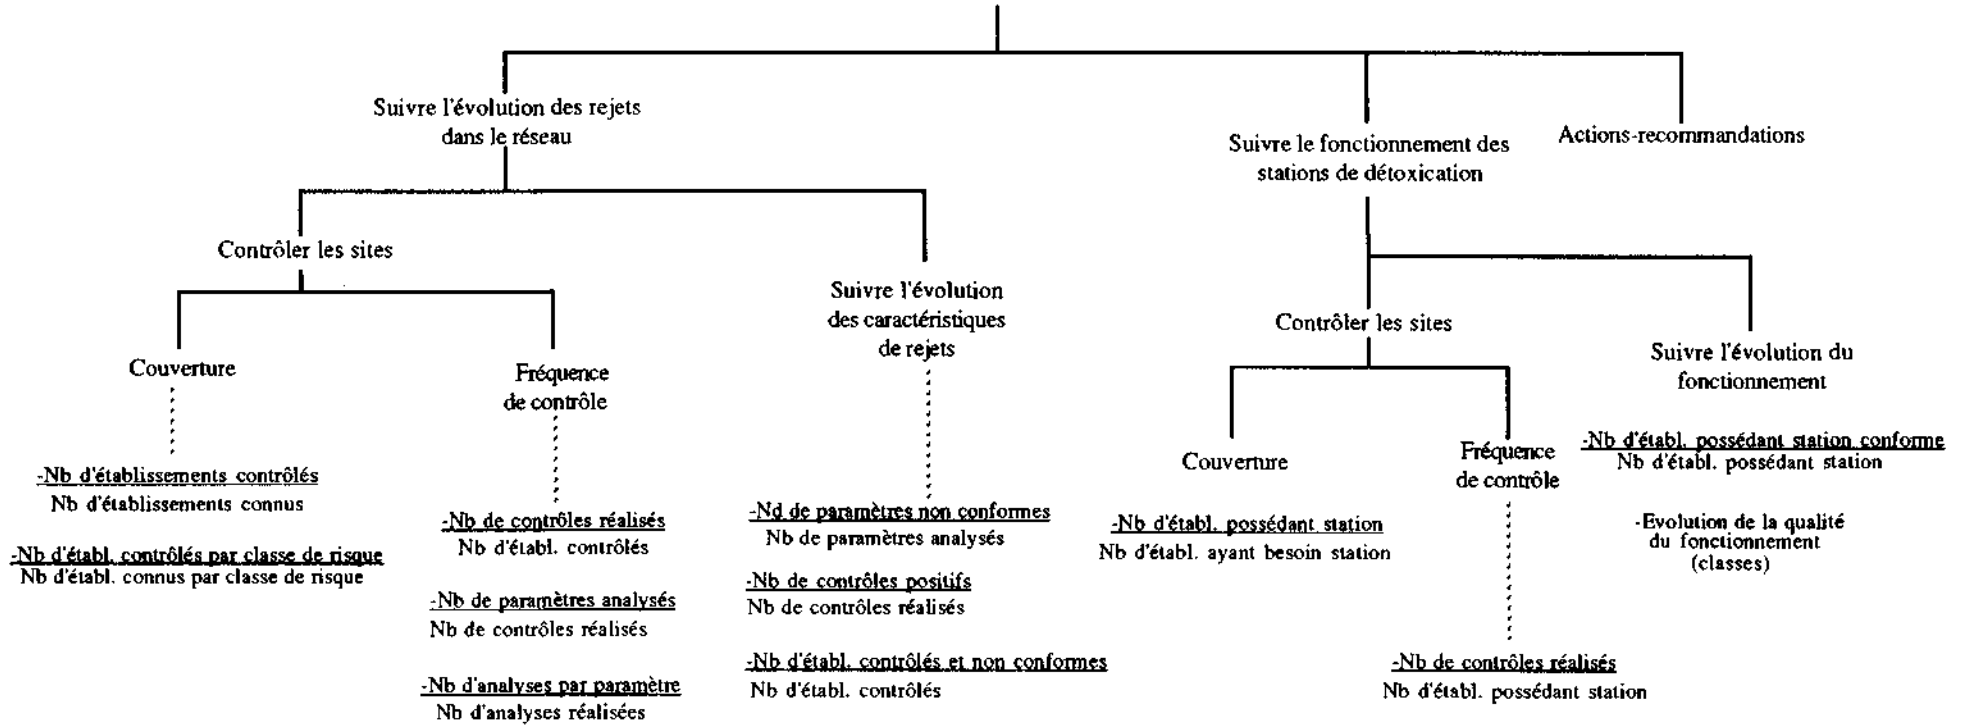 Suivre l'évolution des rejets
dans le réseau
Suivre le fonctionnement des
stations de détoxication
Actions-recommandations
Contrôler les sites
Suivre l'évolution
des caractéristiques
de rejets
Contrôler les sites
Suivre l'évolution du
fonctionnement
Couverture
Fréquence
de contrôle
Couverture
Fréquence
de contrôle
-Nb d'établissements contrôlés
Nb d'établissements connus
-Nb d'établ. contrôlés par classe de risque
Nb d'établ. connus par classe de risque
-Nb de contrôles réalisés
Nb d'établ. contrôlés
-Nb de paramètres analysés
Nb de contrôles réalisés
-Nb d'analyses par paramètre
Nb d'analyses réalisées
-Nd de paramètres non conformes
Nb de paramètres analysés
-Nb de contrôles positifs
Nb de contrôles réalisés
-Nb d'établ. contrôlés et non conformes
Nb d'établ. contrôlés
-Nb d'établ. possédant station
Nb d'établ. ayant besoin station
-Nb de contrôles réalisés
Nb d'établ. possédant station
-Nb d'établ. possédant station conforme
Nb d'établ. possédant station
-Evolution de la qualité
du fonctionnement
(classes)